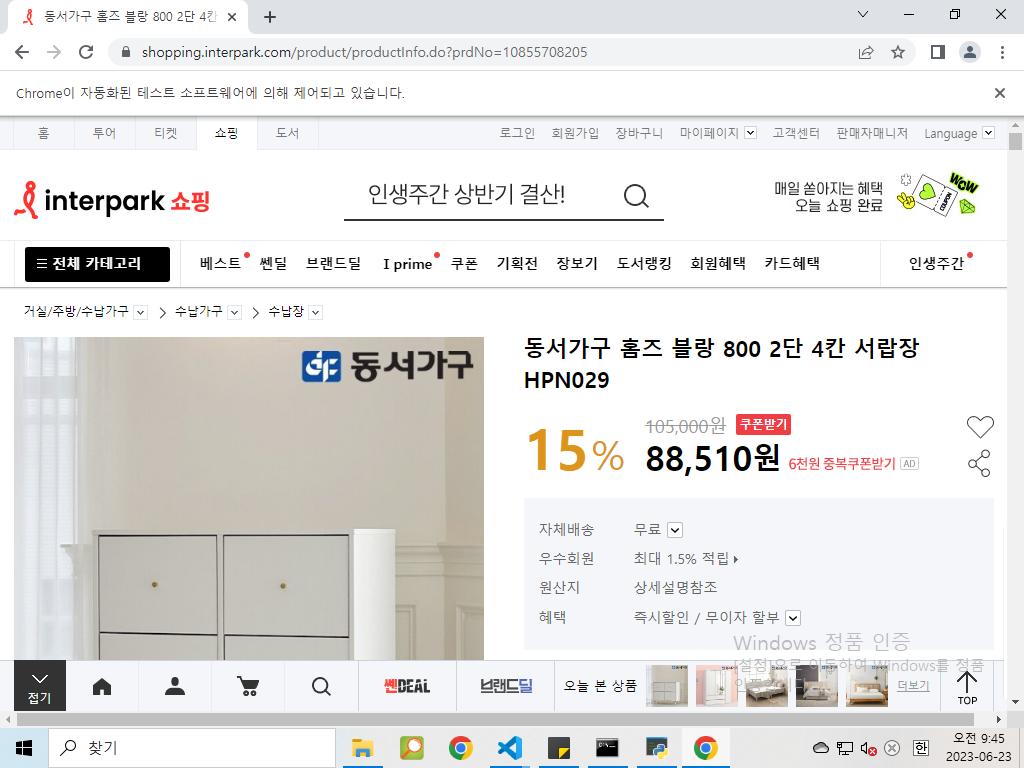 동서가구 홈즈 블랑 800 2단 4칸
shopping.interpark.com/product/productInfo.do?prdNo=10855708205
Chrome이 자동화된 테스트 소프트웨어에 의해 제어되고 있습니다.
홈 투어 티켓 쇼핑 도서 로그인 회원가입 장바구니 마이페이지 고객센터 판매자매니저 Language
interpark 쇼핑
인생주간 상반기 결산!
매일 쏟아지는 혜택
오늘 쇼핑 완료
WOW
COUPON
전체 카테고리 베스트 쎈딜 브랜드딜 I prime 쿠폰 기획전 장보기 도서랭킹 회원혜택 카드혜택 인생주간
거실/주방/수납가구 > 수납가구 > 수납장
동서가구
동서가구 홈즈 블랑 800 2단 4칸 서랍장
HPN029
15%
105,000원 쿠폰받기
88,510원 6천원 중복쿠폰받기 AD
자체배송 무료
우수회원 최대 1.5% 적립
원산지 상세설명참조
혜택 즉시할인 / 무이자 할부
Windows 정품 인증
[설정]으로 이동하여 Windows를 정품
접기
쎈DEAL
브랜드딜
오늘 본 상품
더보기
TOP
찾기
한
오전 9:45
2023-06-23